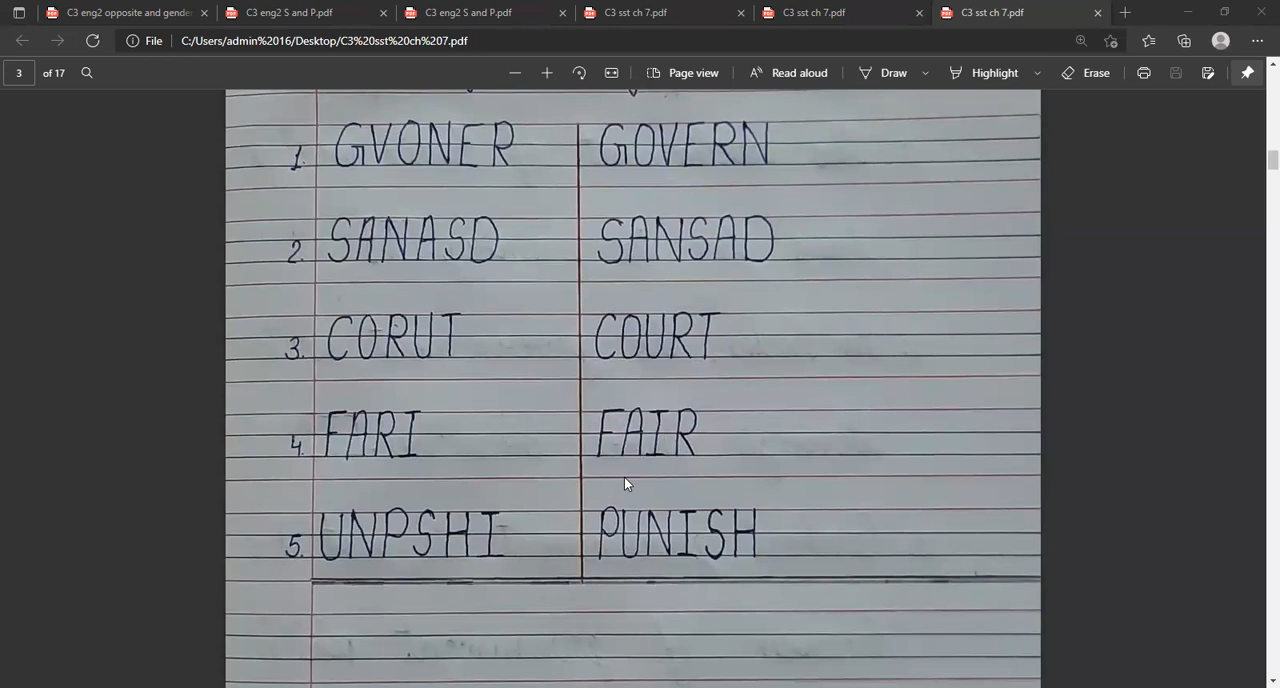 C3 eng2 opposite and gende
C3 eng2 S and P.pdf
C3 eng2 S and P.pdf
C3 sst ch 7.pdf
C3 sst ch 7.pdf
C3 sst ch 7.pdf
File C:/Users/admin%2016/Desktop/C3%20sst%20ch%207.pdf
3 of 17 Page view Read aloud Draw Highlight Erase
1. GVONER GOVERN
2. SANASD SANSAD
3. CORUT COURT
4. FARI FAIR
5. UNPSHI PUNISH